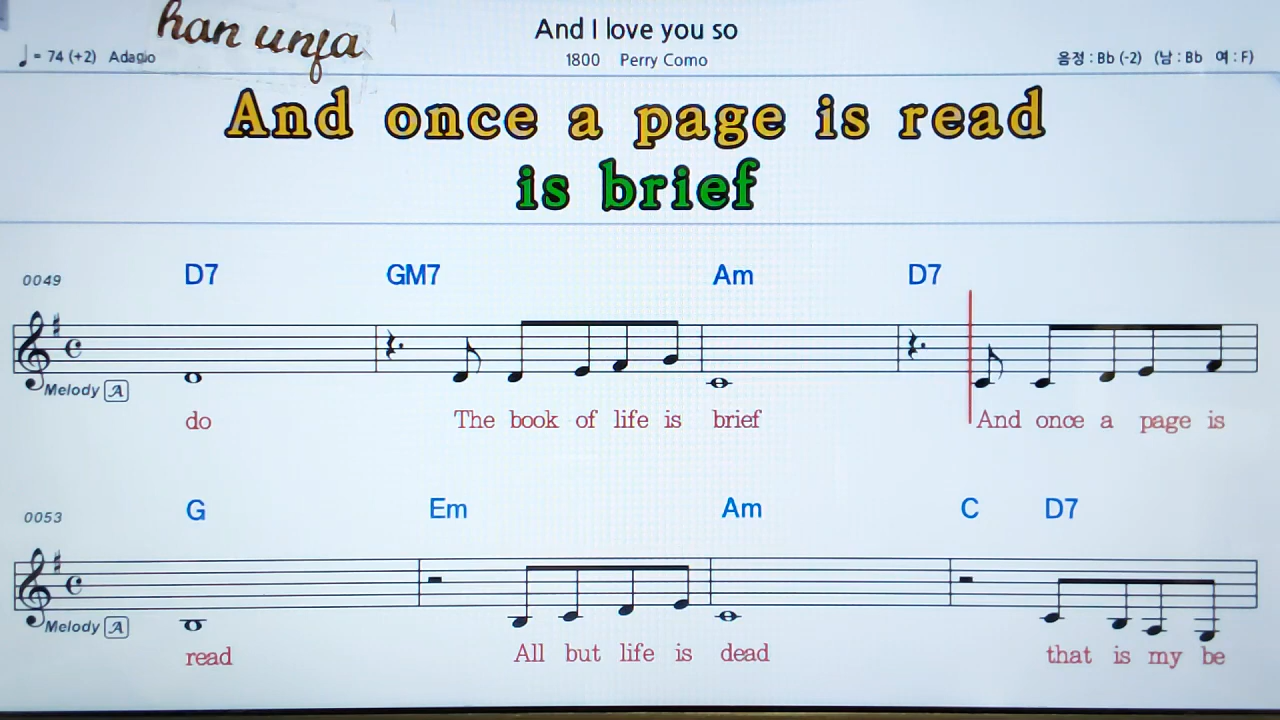 han unja
And I love you so
♩ = 74 (+2) Adagio
1800 Perry Como
음정 : Bb (-2) (남 : Bb 여 : F)
And once a page is read
is brief
0049
D7 GM7 Am D7
Melody A
do The book of life is brief And once a page is
0053
G Em Am C D7
Melody A
read All but life is dead that is my be